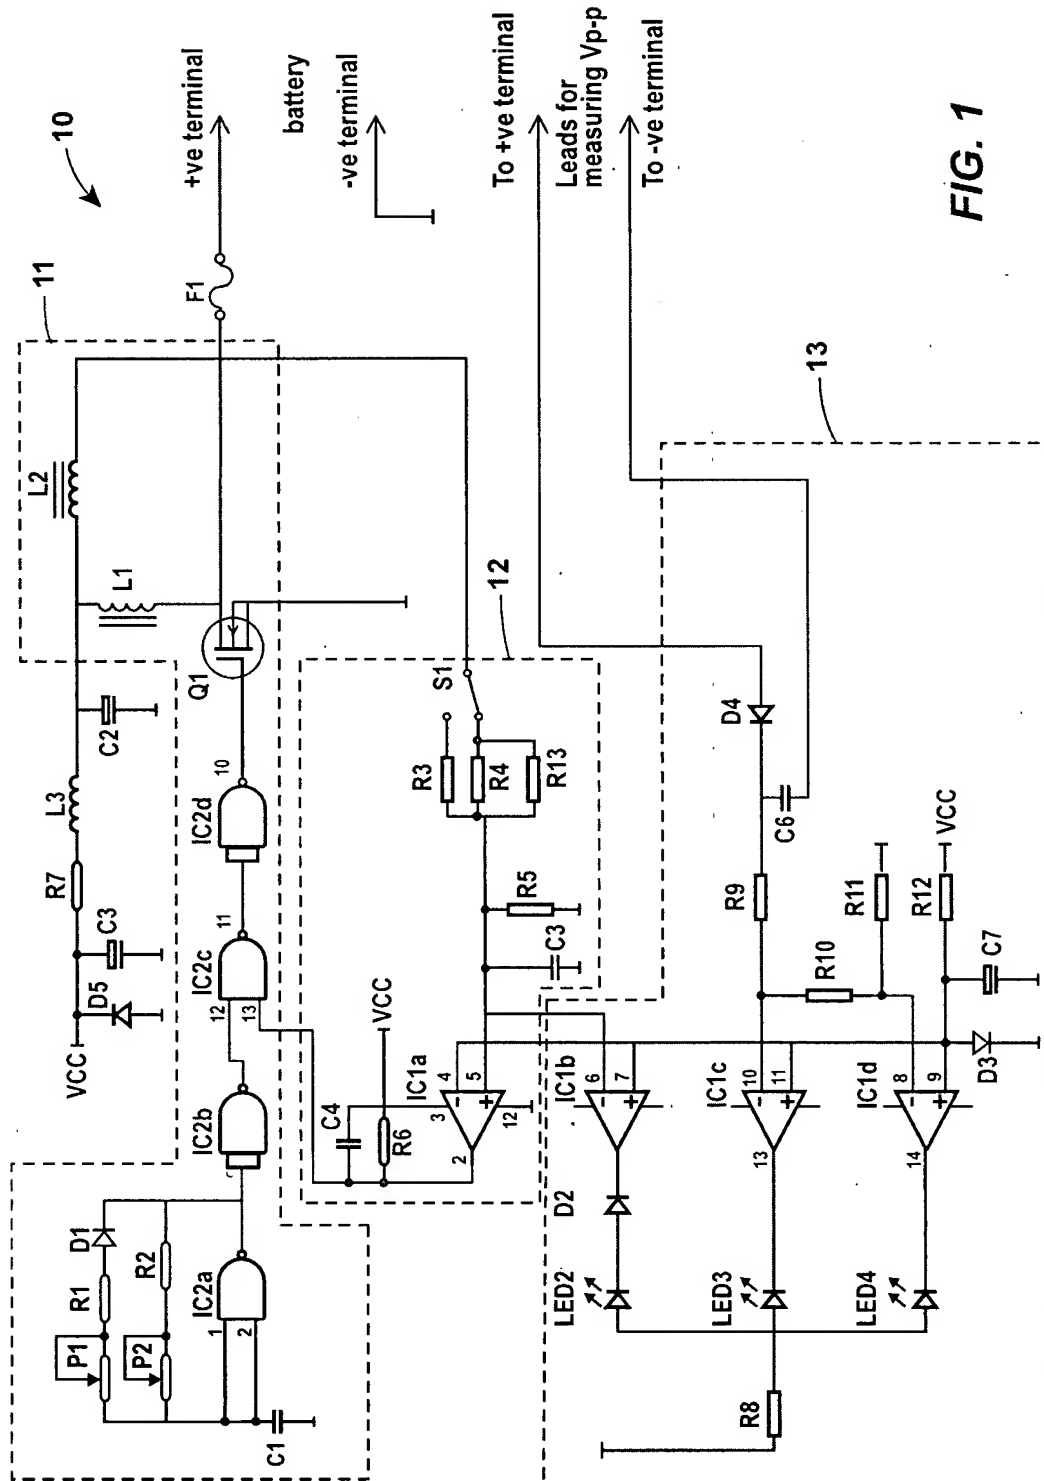 10
11
+ve terminal
battery
-ve terminal
To +ve terminal
Leads for
measuring Vp-p
To -ve terminal
FIG. 1
F1
L2
L1
Q1
C2
L3
R7
C3
D5
VCC
10
IC2d
11
IC2c
12
13
IC2b
D1
R1
P1
R2
P2
IC2a
1
2
C1
12
S1
R3
R4
R13
R5
C3
VCC
R6
C4
IC1a
3
4
5
12
2
13
D4
C6
R9
R10
R11
R12
VCC
C7
D3
IC1b
6
7
IC1c
10
11
13
IC1d
8
9
14
D2
LED2
LED3
LED4
R8